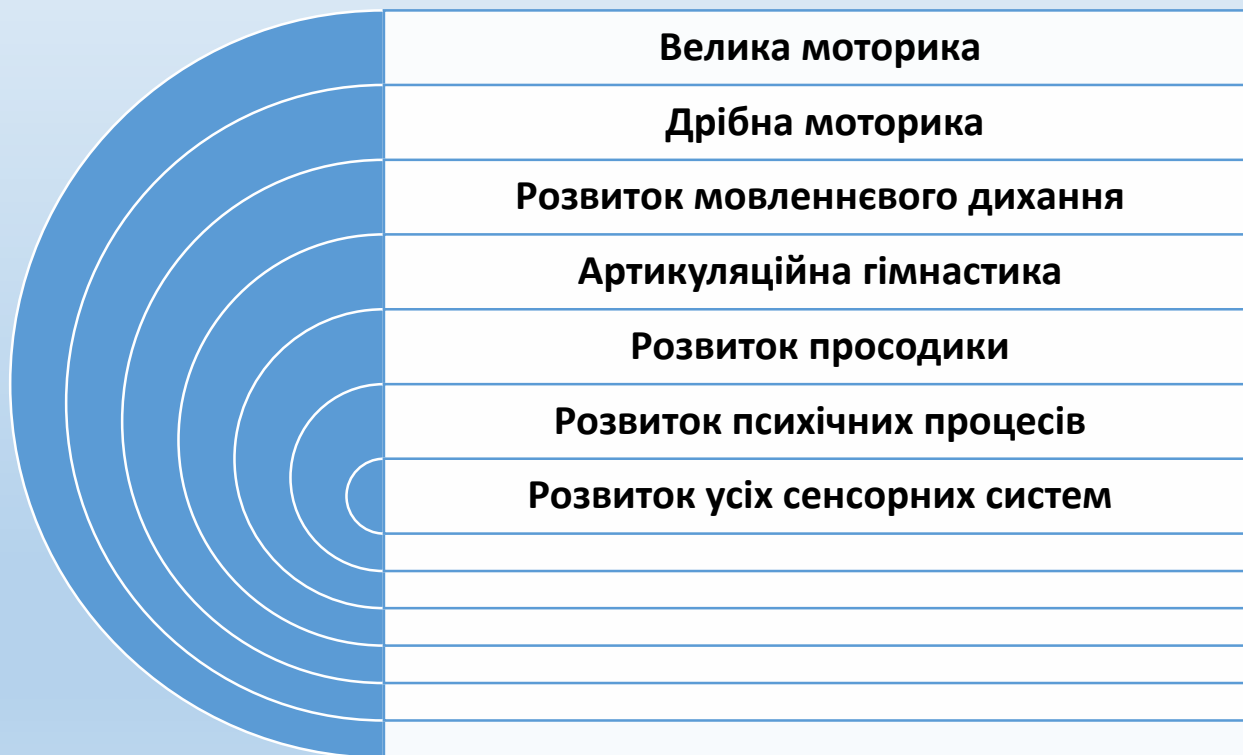 Велика моторика
Дрібна моторика
Розвиток мовленнєвого дихання
Артикуляційна гімнастика
Розвиток просодики
Розвиток психічних процесів
Розвиток усіх сенсорних систем